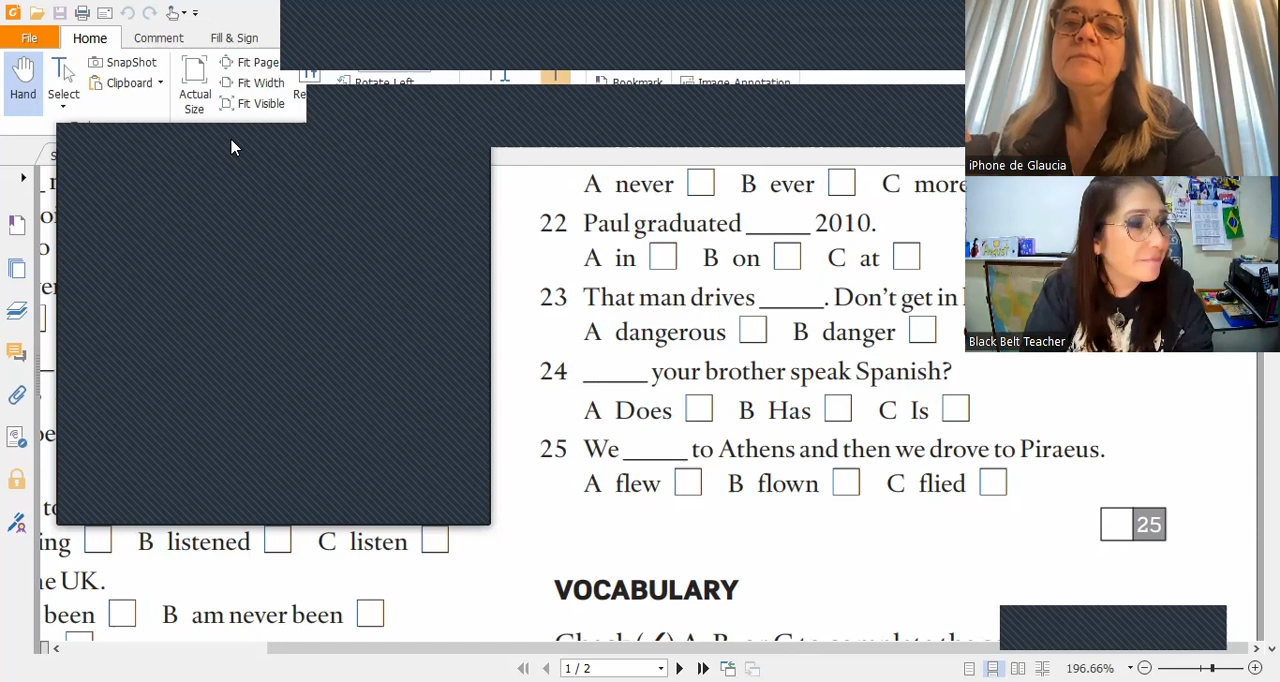 File Home Comment Fit & Sign
SnapShot
Clipboard
Hand Select Actual Size
Fit Page
Fit Width
Fit Visible
Rotate Left Bookmark Image Annotation
iPhone de Glaucia
Black Belt Teacher
A never B ever C more
22 Paul graduated _____ 2010.
A in B on C at
23 That man drives _____. Don't get in
A dangerous B danger
24 _____ your brother speak Spanish?
A Does B Has C Is
25 We _____ to Athens and then we drove to Piraeus.
A flew B flown C flied
25
ing B listened C listen
UK.
been B am never been
VOCABULARY
1 / 2
196.66%